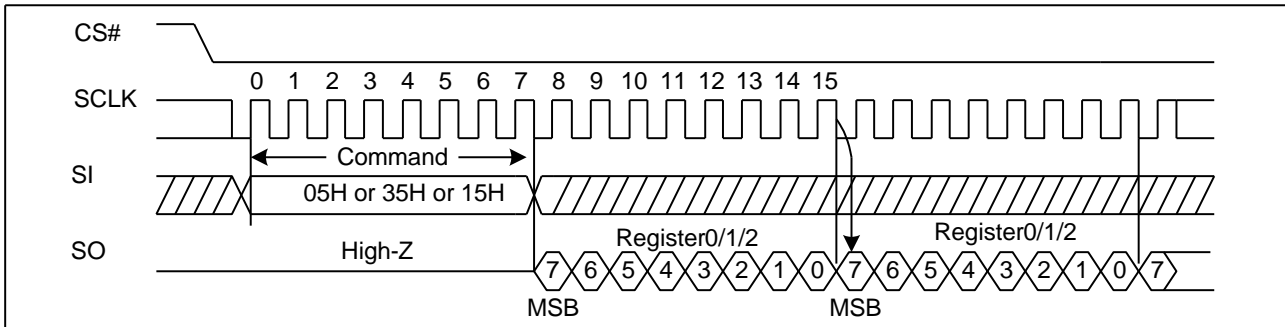 CS#
0 1 2 3 4 5 6 7 8 9 10 11 12 13 14 15
SCLK
Command
SI
05H or 35H or 15H
Register0/1/2 Register0/1/2
SO
High-Z
7 6 5 4 3 2 1 0 7 6 5 4 3 2 1 0 7
MSB MSB